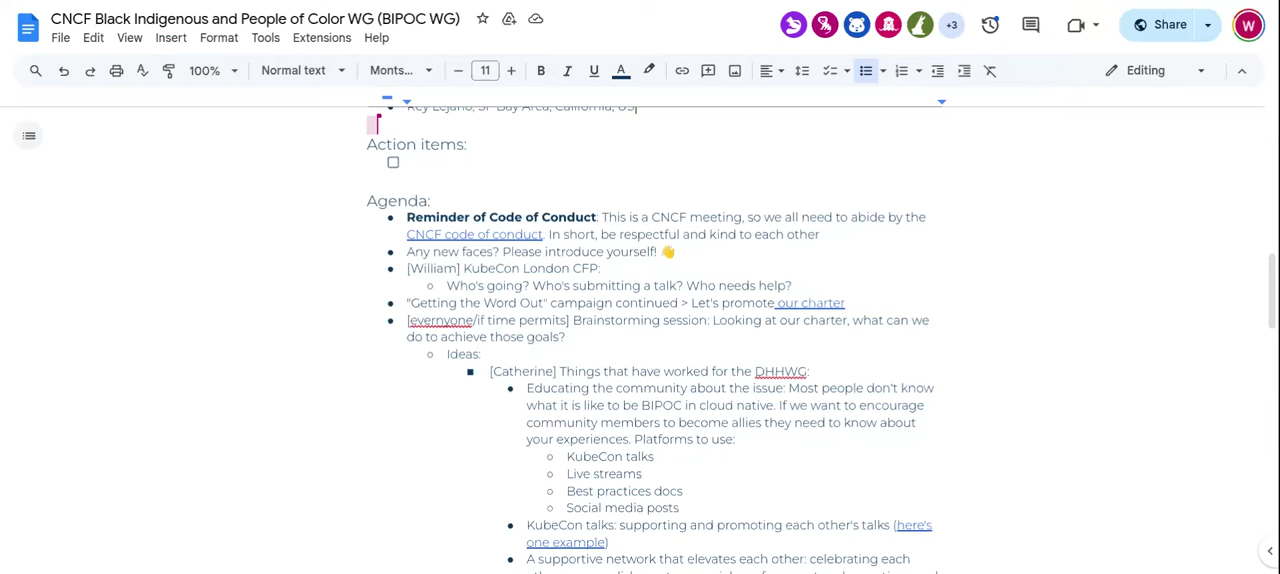 CNCF Black Indigenous and People of Color WG (BIPOC WG)
+3
Share
W
File Edit View Insert Format Tools Extensions Help
100% Normal text Monts... 11 B I U A Editing
Rey Lejano, SF Bay Area, California, US
Action items:
Agenda:
Reminder of Code of Conduct: This is a CNCF meeting, so we all need to abide by the
CNCF code of conduct. In short, be respectful and kind to each other
Any new faces? Please introduce yourself! 👋
[William] KubeCon London CFP:
Who's going? Who's submitting a talk? Who needs help?
"Getting the Word Out" campaign continued > Let's promote our charter
[evernyone/if time permits] Brainstorming session: Looking at our charter, what can we
do to achieve those goals?
Ideas:
[Catherine] Things that have worked for the DHHWG:
Educating the community about the issue: Most people don't know
what it is like to be BIPOC in cloud native. If we want to encourage
community members to become allies they need to know about
your experiences. Platforms to use:
KubeCon talks
Live streams
Best practices docs
Social media posts
KubeCon talks: supporting and promoting each other's talks (here's
one example)
A supportive network that elevates each other: celebrating each